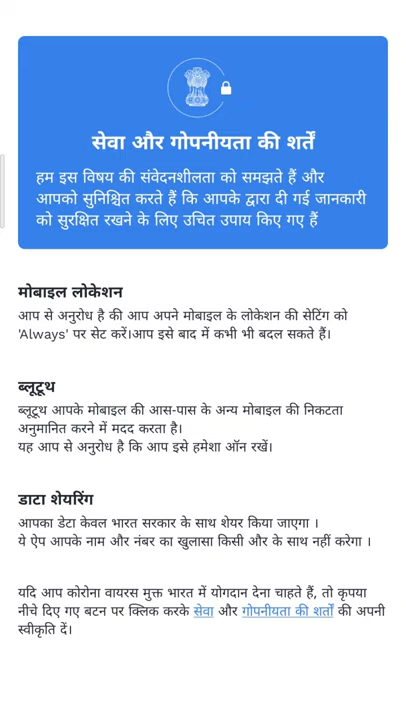 सेवा और गोपनीयता की शर्तें
हम इस विषय की संवेदनशीलता को समझते हैं और
आपको सुनिश्चित करते हैं कि आपके द्वारा दी गई जानकारी
को सुरक्षित रखने के लिए उचित उपाय किए गए हैं
मोबाइल लोकेशन
आप से अनुरोध है की आप अपने मोबाइल के लोकेशन की सेटिंग को
'Always' पर सेट करें।आप इसे बाद में कभी भी बदल सकते हैं।
ब्लूटूथ
ब्लूटूथ आपके मोबाइल की आस-पास के अन्य मोबाइल की निकटता
अनुमानित करने में मदद करता है।
यह आप से अनुरोध है कि आप इसे हमेशा ऑन रखें।
डाटा शेयरिंग
आपका डेटा केवल भारत सरकार के साथ शेयर किया जाएगा ।
ये ऐप आपके नाम और नंबर का खुलासा किसी और के साथ नहीं करेगा ।
यदि आप कोरोना वायरस मुक्त भारत में योगदान देना चाहते हैं, तो कृपया
नीचे दिए गए बटन पर क्लिक करके सेवा और गोपनीयता की शर्तों की अपनी
स्वीकृति दें।